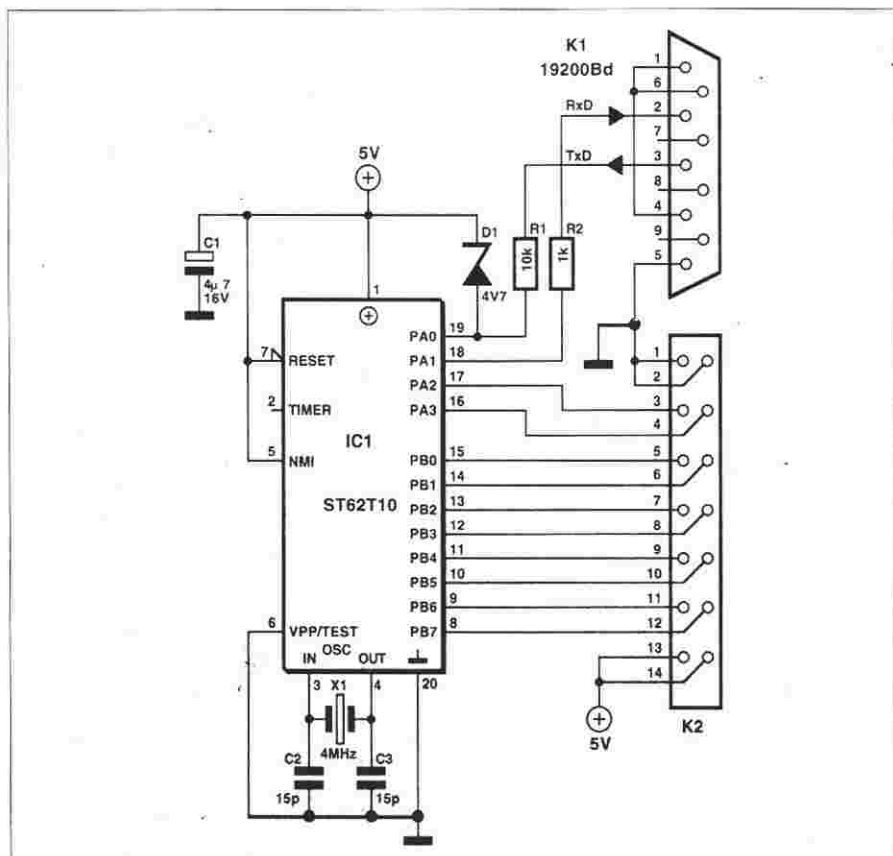 K1
19200Bd
1
6
RxD
2
7
TxD
3
8
4
9
5
5V
C1
4µ7
16V
D1
4V7
R1
10k
R2
1k
1
7
RESET
2
TIMER
5
NMI
IC1
ST62T10
6
VPP/TEST
OSC
IN
OUT
3
4
20
PA0
19
PA1
18
PA2
17
PA3
16
PB0
15
PB1
14
PB2
13
PB3
12
PB4
11
PB5
10
PB6
9
PB7
8
X1
4MHz
C2
15p
C3
15p
1
2
3
4
5
6
7
8
9
10
11
12
13
14
5V
K2